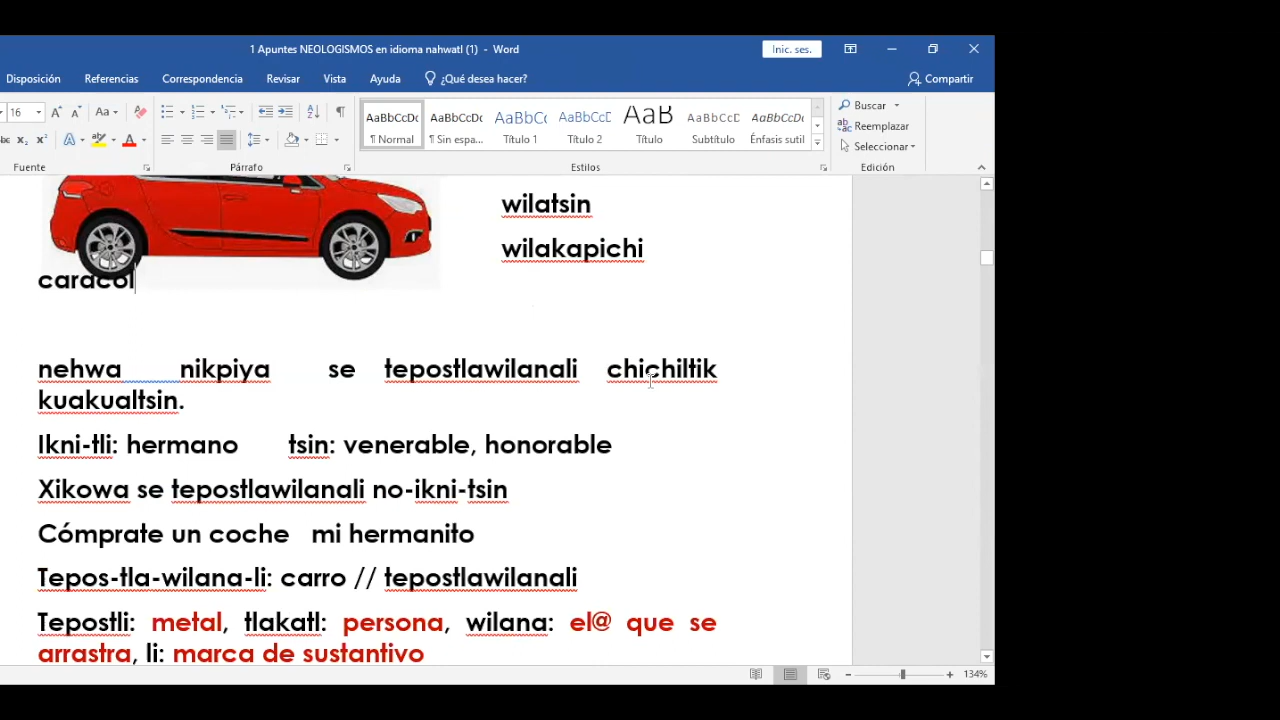 1 Apuntes NEOLOGISMOS en idioma nahwatl (1) - Word
Inic. ses.
Disposición Referencias Correspondencia Revisar Vista Ayuda ¿Qué desea hacer? Compartir
16 Aa
AaBbCcDc AaBbCcDc AaBbCc AaBbCcD AaB AaBbCcD AaBbCcDc
¶ Normal ¶ Sin espa... Título 1 Título 2 Título Subtítulo Énfasis sutil
Buscar
Reemplazar
Seleccionar
Fuente Párrafo Estilos Edición
wilatsin
wilakapichi
caracol
nehwa nikpiya se tepostlawilanali chichiltik
kuakualtsin.
Ikni-tli: hermano tsin: venerable, honorable
Xikowa se tepostlawilanali no-ikni-tsin
Cómprate un coche mi hermanito
Tepos-tla-wilana-li: carro // tepostlawilanali
Tepostli: metal, tlakatl: persona, wilana: el@ que se
arrastra, li: marca de sustantivo
134%